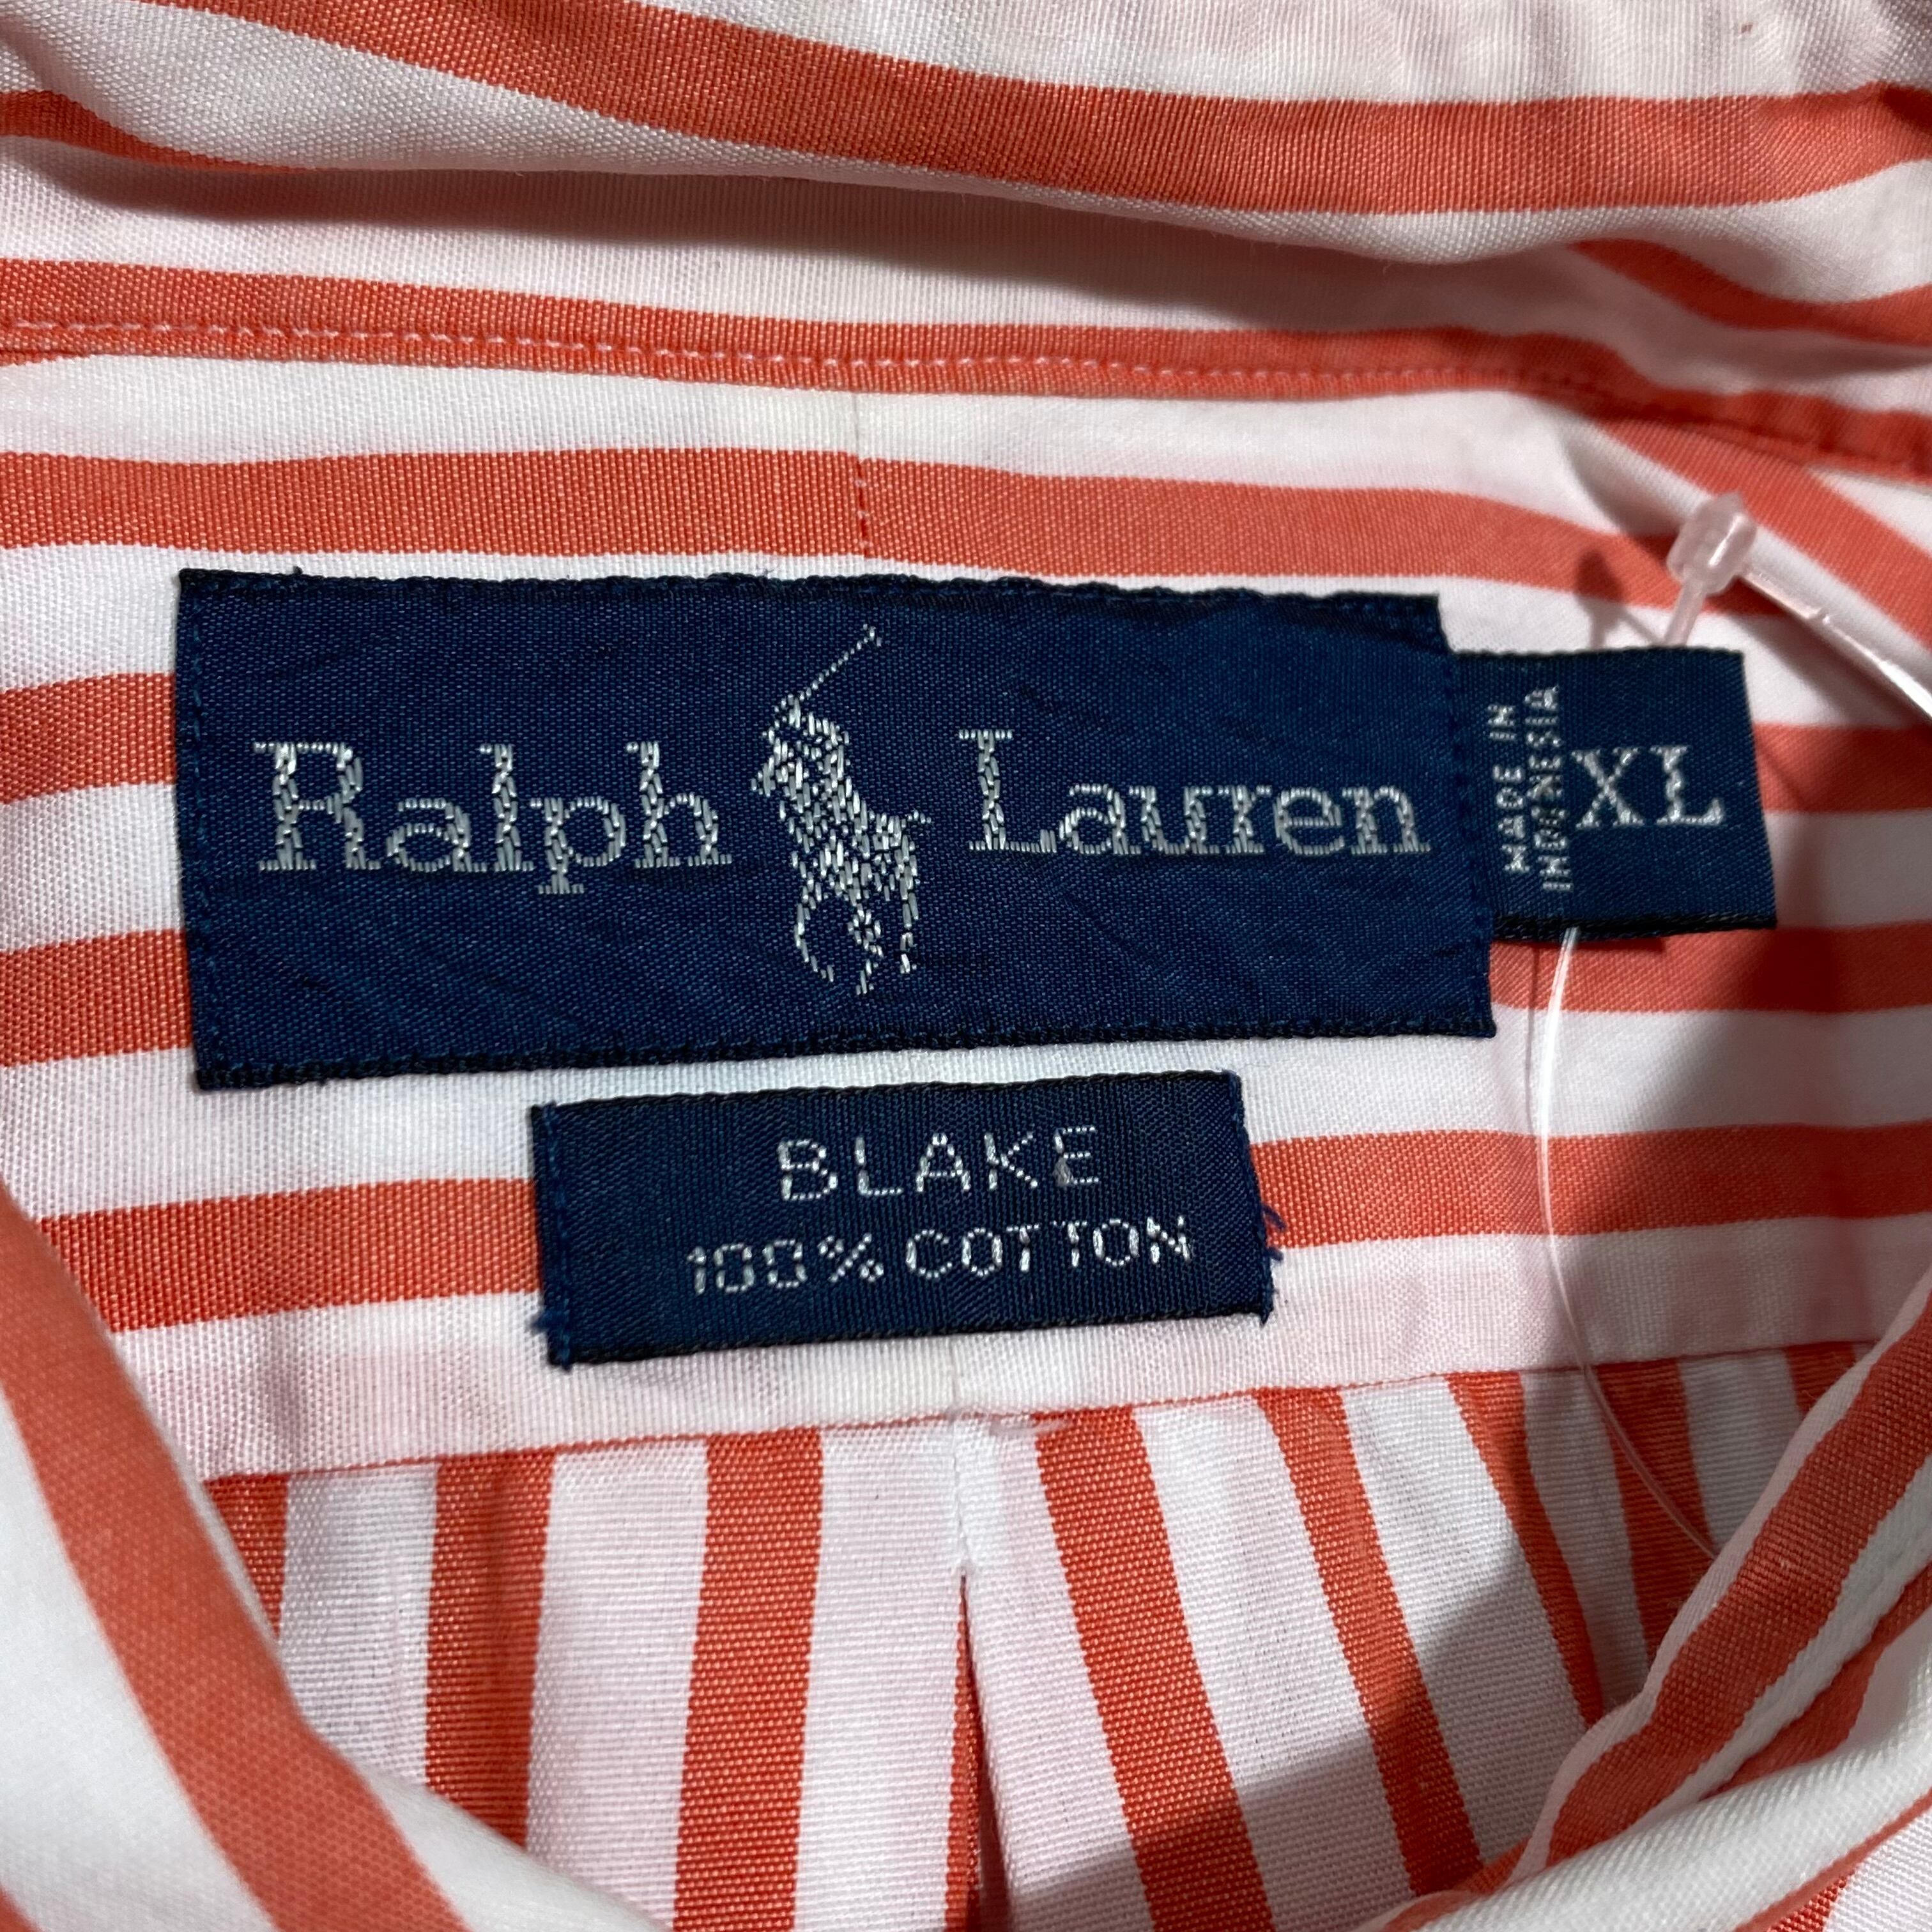 Ralph Lauren
MADE IN
INDONESIA
XL
BLAKE
100% COTTON